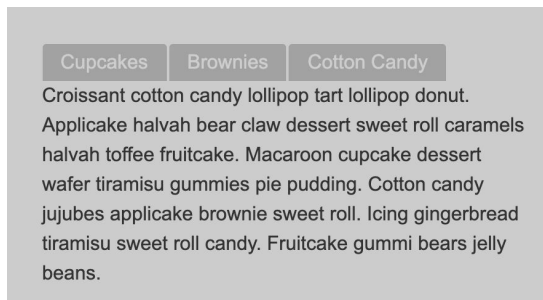 Cupcakes Brownies Cotton Candy
Croissant cotton candy lollipop tart lollipop donut.
Applicake halvah bear claw dessert sweet roll caramels
halvah toffee fruitcake. Macaroon cupcake dessert
wafer tiramisu gummies pie pudding. Cotton candy
jujubes applicake brownie sweet roll. Icing gingerbread
tiramisu sweet roll candy. Fruitcake gummi bears jelly
beans.